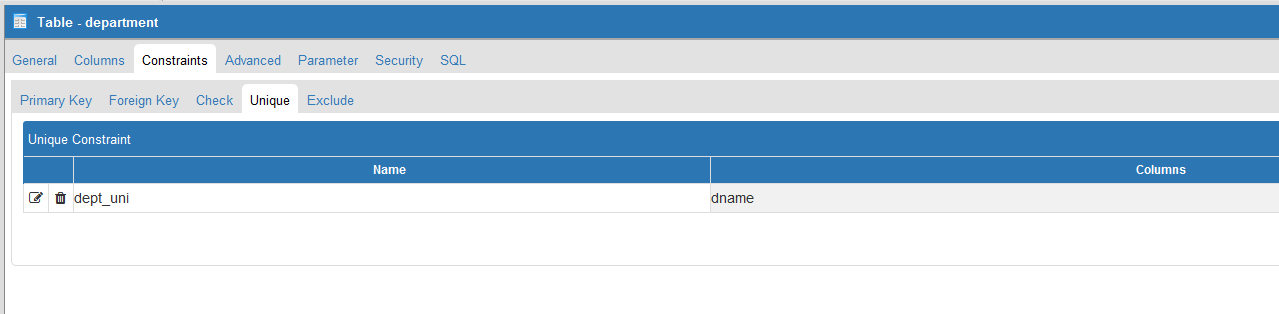 Table - department
General Columns Constraints Advanced Parameter Security SQL
Primary Key Foreign Key Check Unique Exclude
Unique Constraint
Name Columns
dept_uni dname